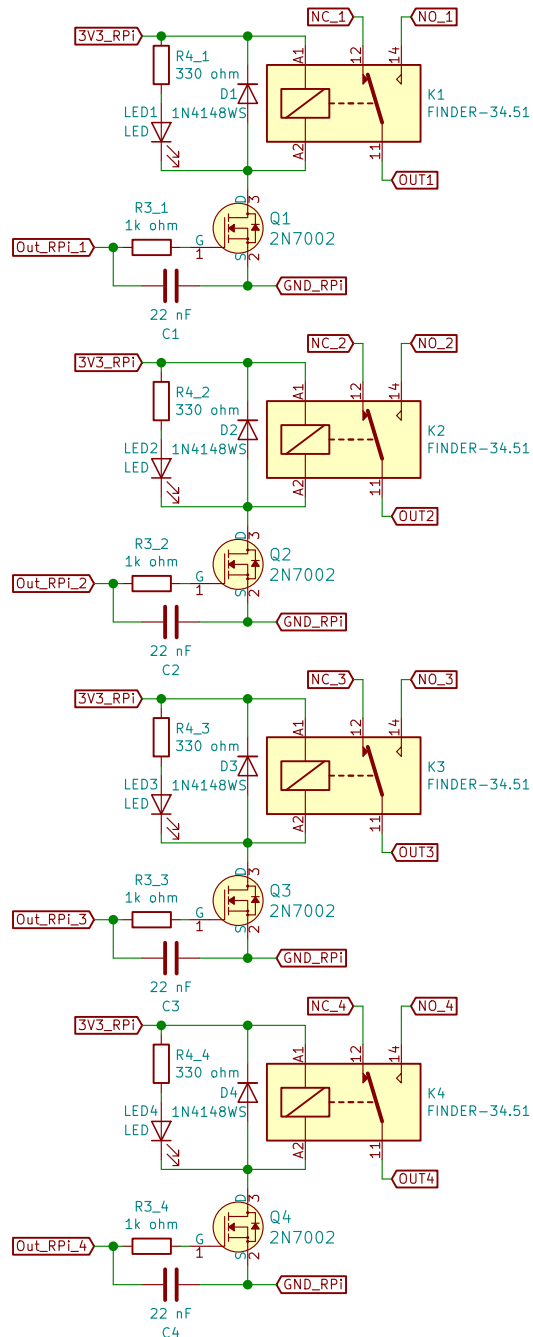 NC_1 NO_1
3V3_RPi
R4_1
330 ohm
A1 12 14
D1
1N4148WS
K1
FINDER-34.51
LED1
LED
A2 11
OUT1
D 3
R3_1
1k ohm
Q1
2N7002
Out_RPi_1
G
1
S 2
GND_RPi
22 nF
C1
NC_2 NO_2
3V3_RPi
R4_2
330 ohm
A1 12 14
D2
1N4148WS
K2
FINDER-34.51
LED2
LED
A2 11
OUT2
D 3
R3_2
1k ohm
Q2
2N7002
Out_RPi_2
G
1
S 2
GND_RPi
22 nF
C2
NC_3 NO_3
3V3_RPi
R4_3
330 ohm
A1 12 14
D3
1N4148WS
K3
FINDER-34.51
LED3
LED
A2 11
OUT3
D 3
R3_3
1k ohm
Q3
2N7002
Out_RPi_3
G
1
S 2
GND_RPi
22 nF
C3
NC_4 NO_4
3V3_RPi
R4_4
330 ohm
A1 12 14
D4
1N4148WS
K4
FINDER-34.51
LED4
LED
A2 11
OUT4
D 3
R3_4
1k ohm
Q4
2N7002
Out_RPi_4
G
1
S 2
GND_RPi
22 nF
C4